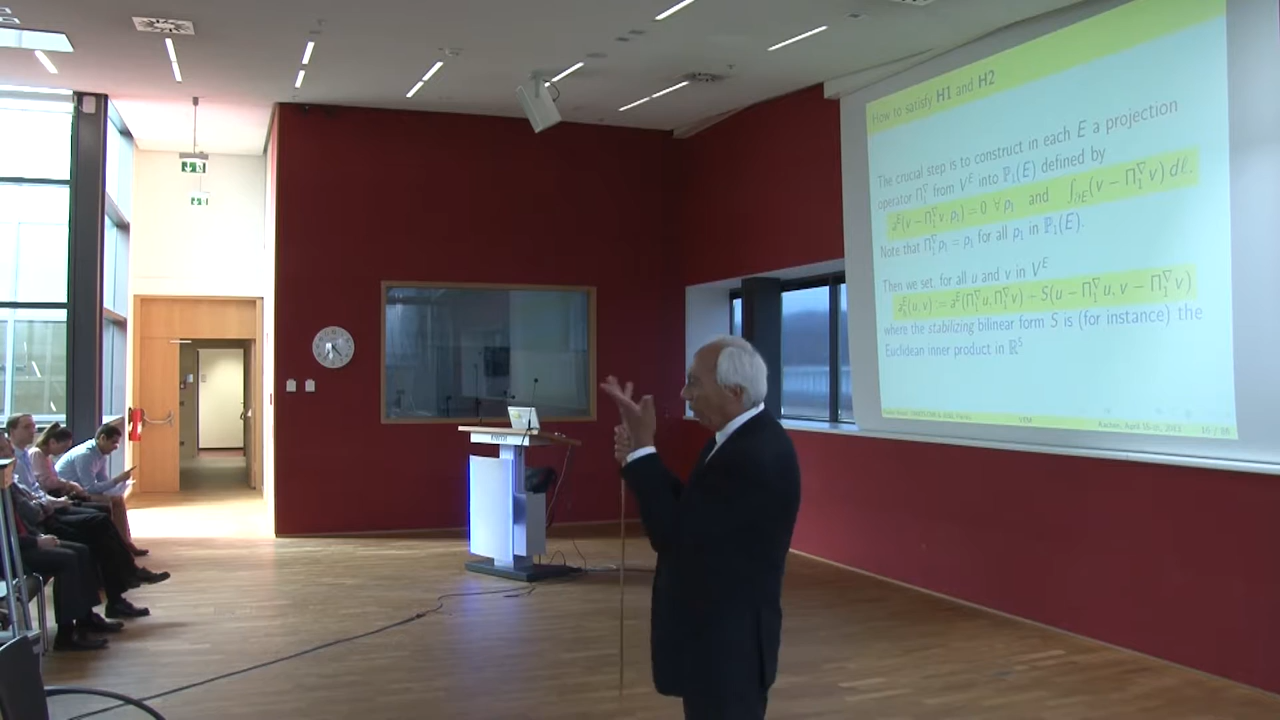 How to satisfy H1 and H2
The crucial step is to construct in each E a projection
operator Π₁^∇ from V^E into ℙ₁(E) defined by
a^E(v − Π₁^∇ v, p₁) = 0 ∀ p₁ and ∫_∂E (v − Π₁^∇ v) dℓ.
Note that Π₁^∇ p₁ = p₁ for all p₁ in ℙ₁(E).
Then we set, for all u and v in V^E
a_h^E(u, v) := a^E(Π₁^∇ u, Π₁^∇ v) + S(u − Π₁^∇ u, v − Π₁^∇ v)
where the stabilizing bilinear form S is (for instance) the
Euclidean inner product in ℝ⁵
VEM
Aachen, April 2013
16 / 38
RWTH